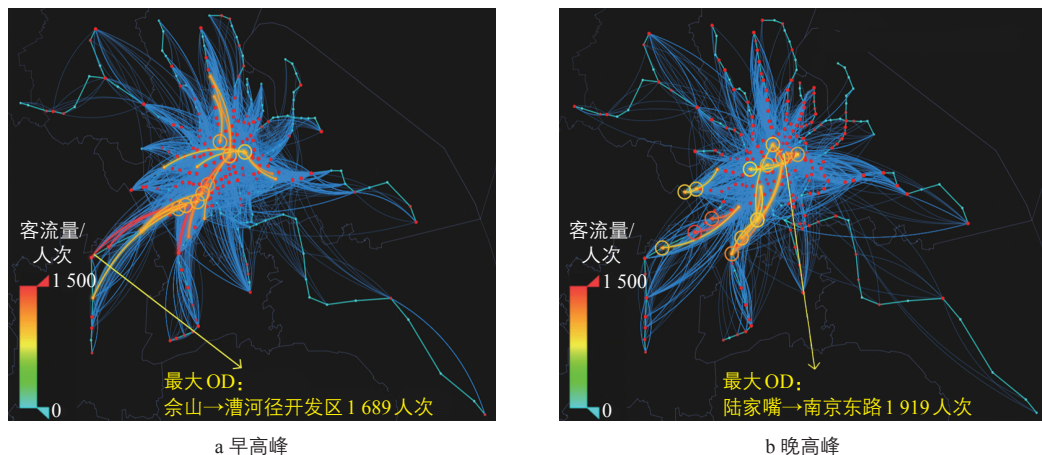 客流量/
人次
1 500
0
最大OD：
佘山→漕河径开发区1 689人次
a 早高峰
客流量/
人次
1 500
0
最大OD：
陆家嘴→南京东路1 919人次
b 晚高峰